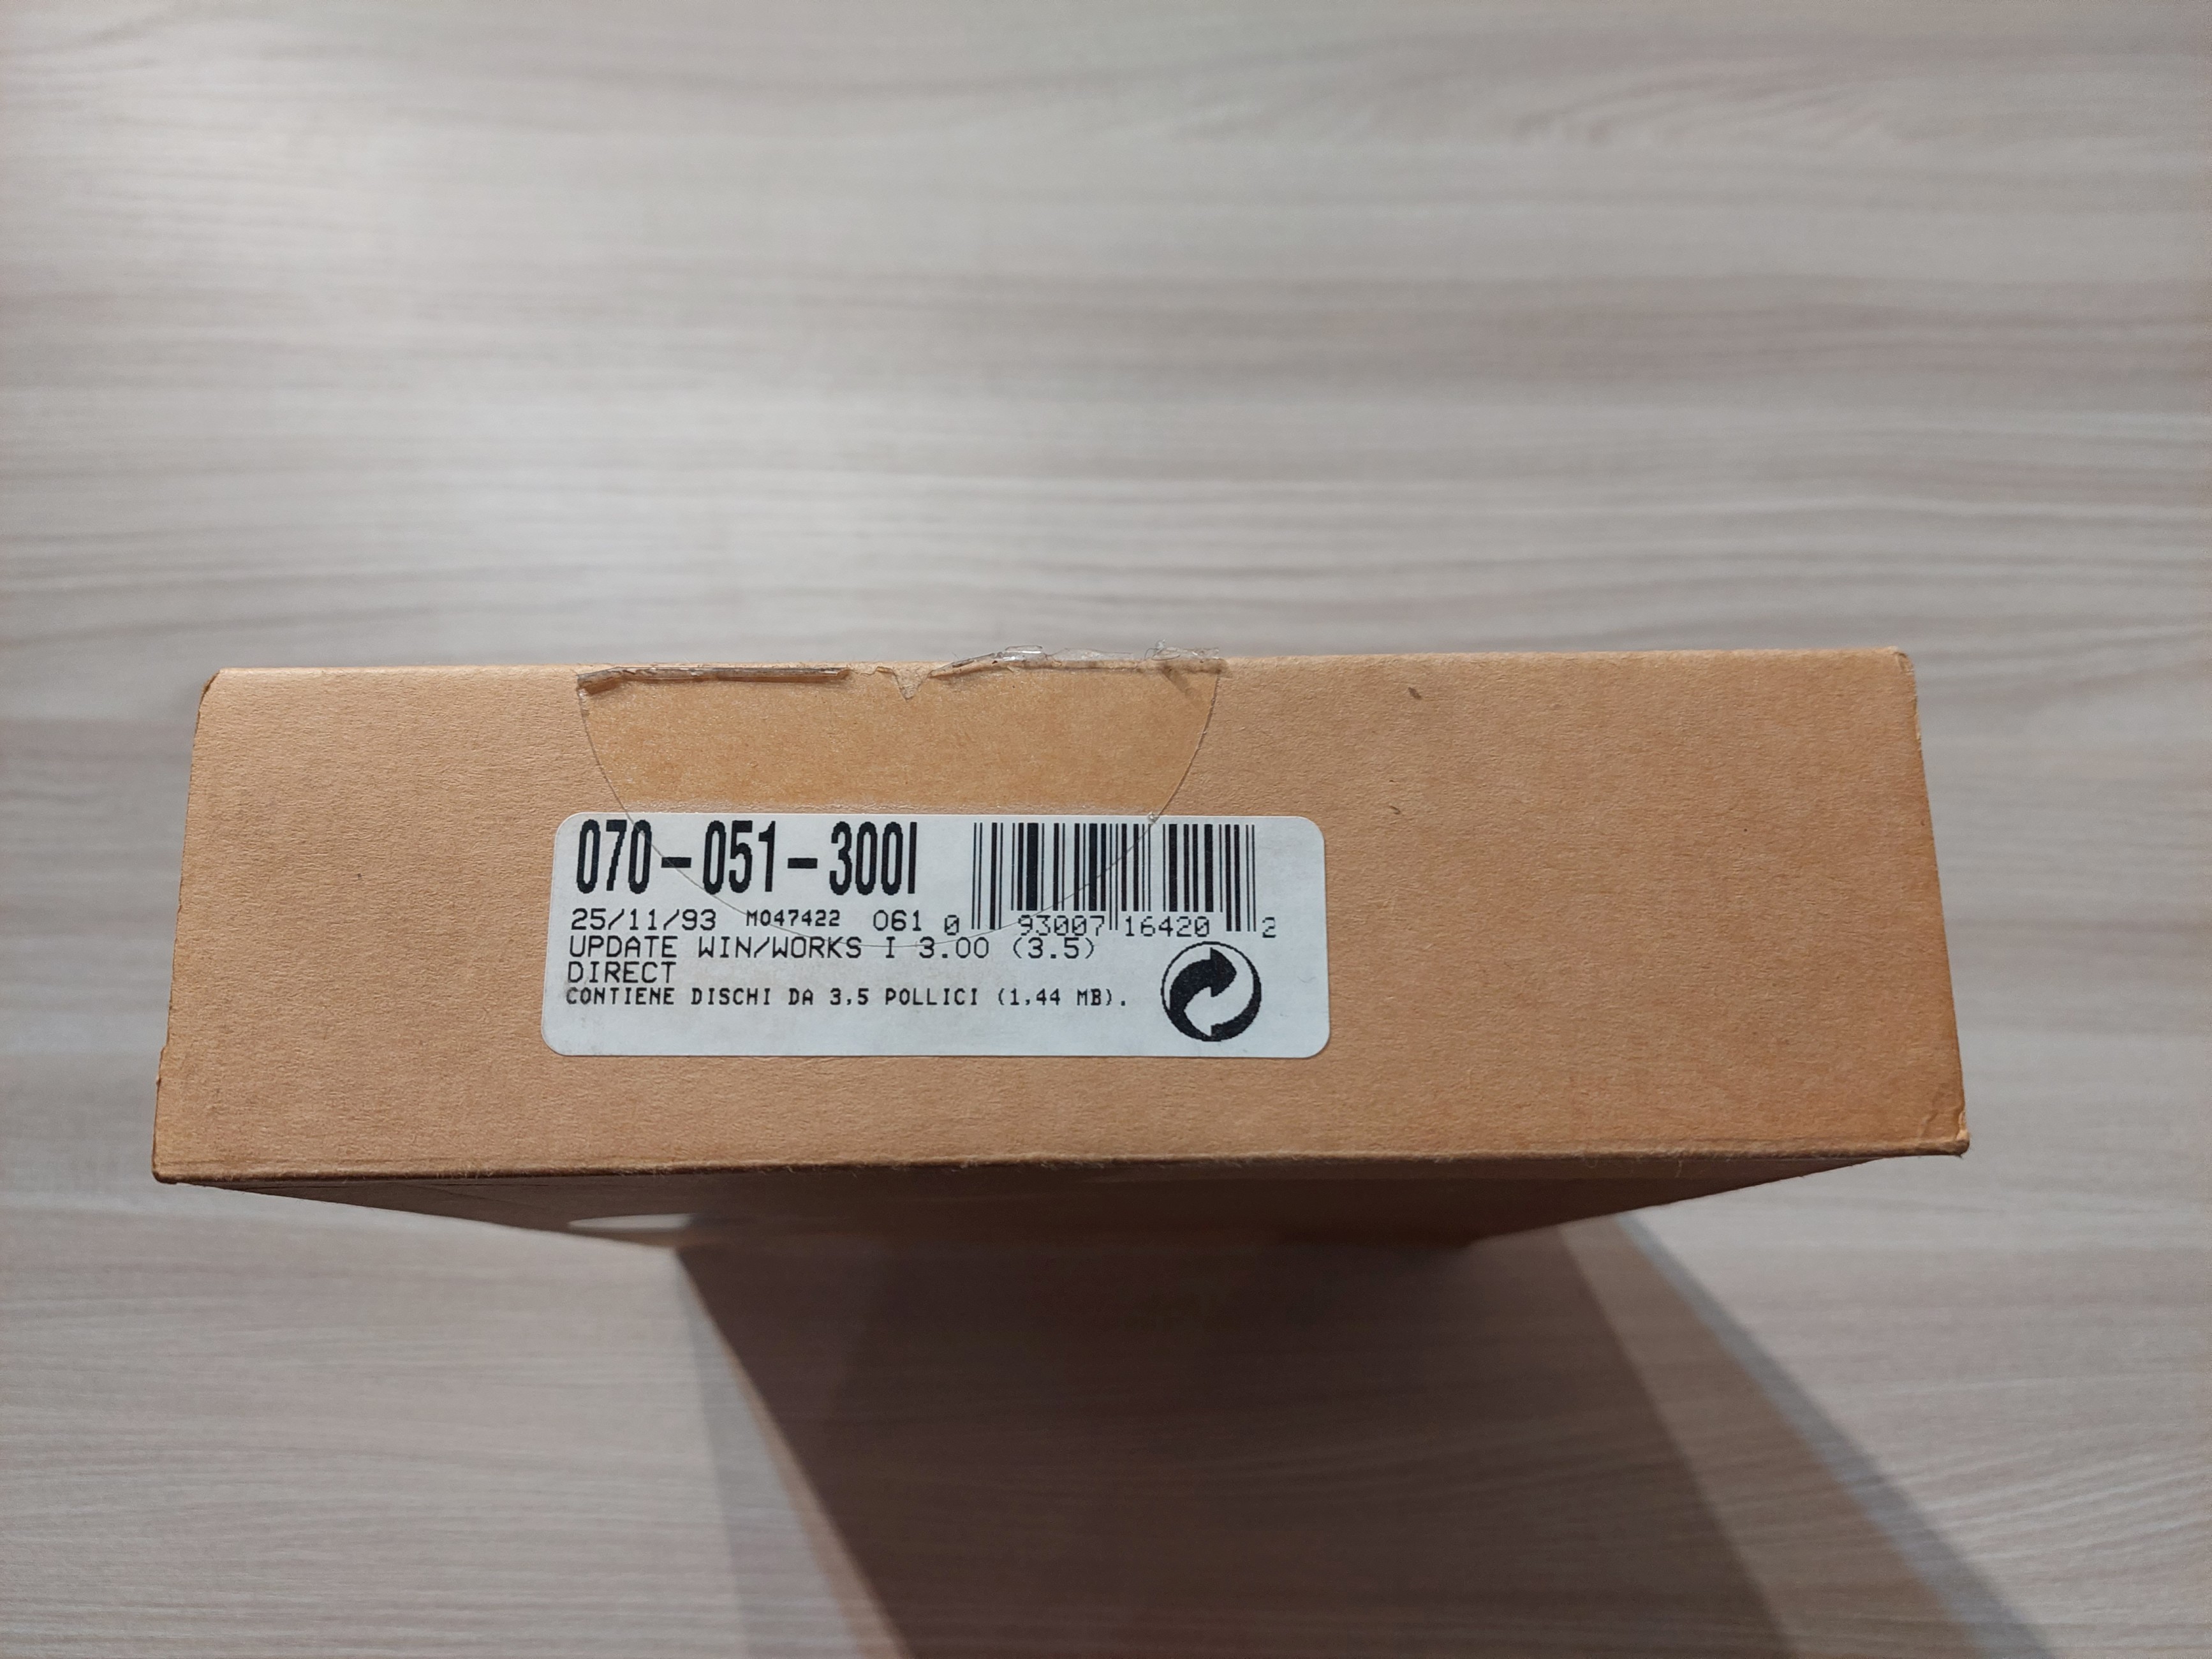 070-051-300I
25/11/93 M047422 061
0 93007 16420 2
UPDATE WIN/WORKS I 3.00 (3.5)
DIRECT
CONTIENE DISCHI DA 3,5 POLLICI (1,44 MB).